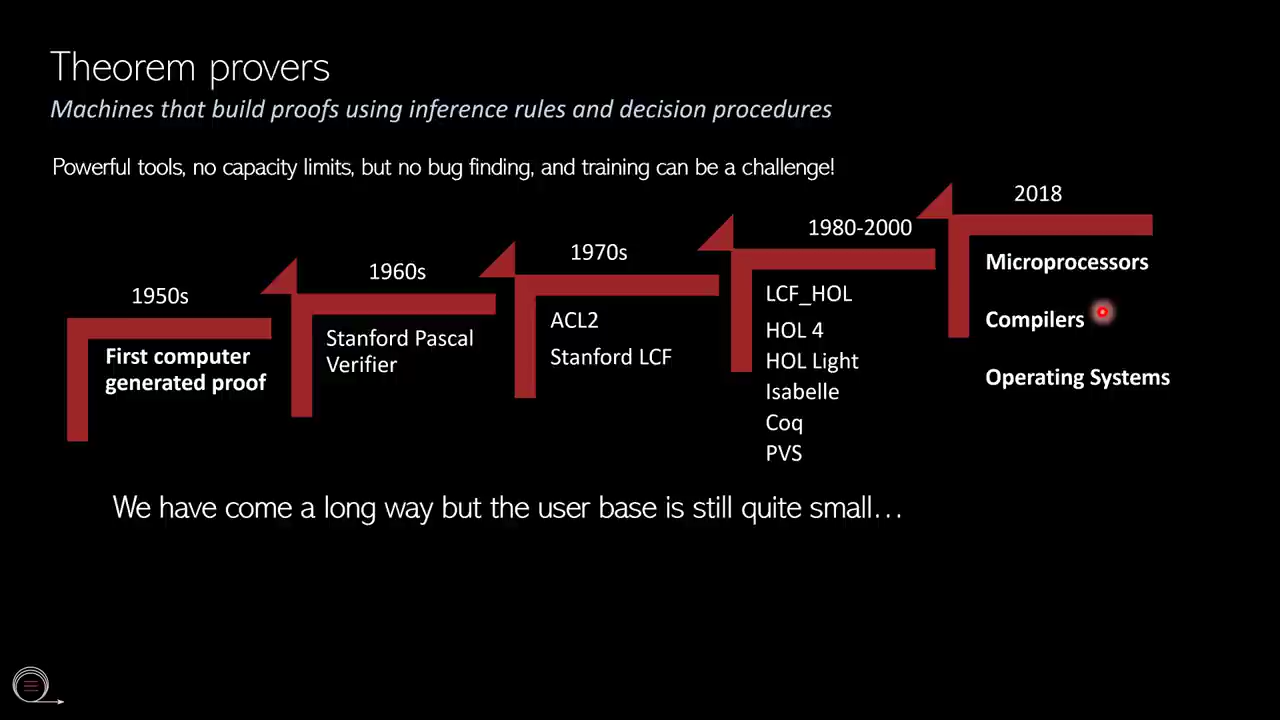 Theorem provers
Machines that build proofs using inference rules and decision procedures
Powerful tools, no capacity limits, but no bug finding, and training can be a challenge!
1950s
First computer
generated proof
1960s
Stanford Pascal
Verifier
1970s
ACL2
Stanford LCF
1980-2000
LCF_HOL
HOL 4
HOL Light
Isabelle
Coq
PVS
2018
Microprocessors
Compilers
Operating Systems
We have come a long way but the user base is still quite small…